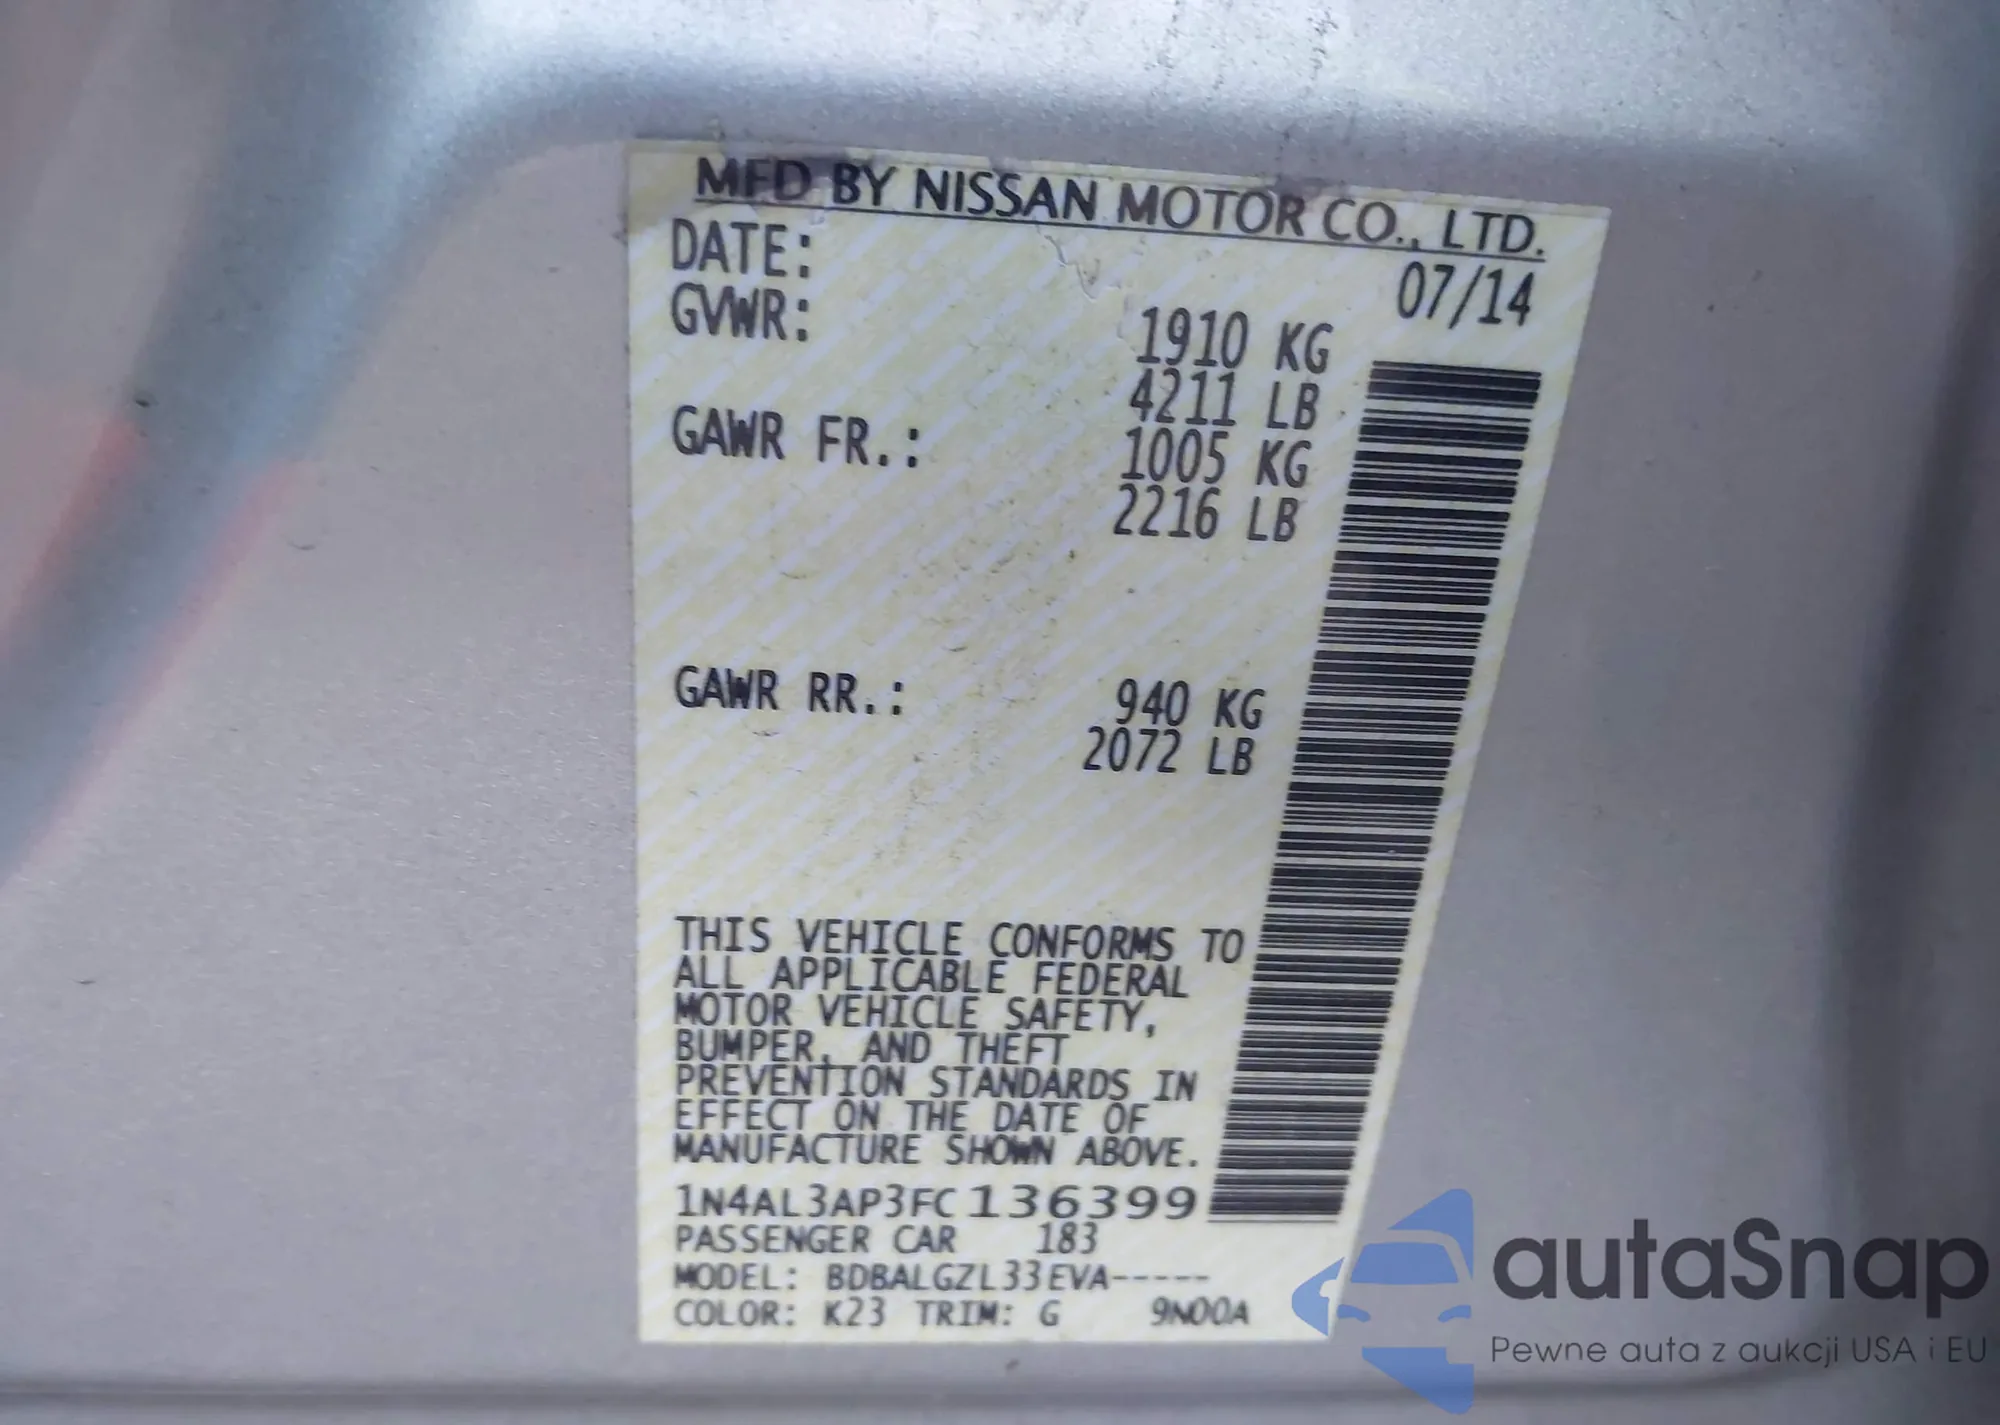 MFD BY NISSAN MOTOR CO., LTD.
DATE: 07/14
GVWR: 1910 KG
4211 LB
GAWR FR.: 1005 KG
2216 LB
GAWR RR.: 940 KG
2072 LB
THIS VEHICLE CONFORMS TO
ALL APPLICABLE FEDERAL
MOTOR VEHICLE SAFETY,
BUMPER, AND THEFT
PREVENTION STANDARDS IN
EFFECT ON THE DATE OF
MANUFACTURE SHOWN ABOVE.
1N4AL3AP3FC136399
PASSENGER CAR 183
MODEL: BDBALGZL33EVA-----
COLOR: K23 TRIM: G 9N00A
autaSnap
Pewne auta z aukcji USA i EU